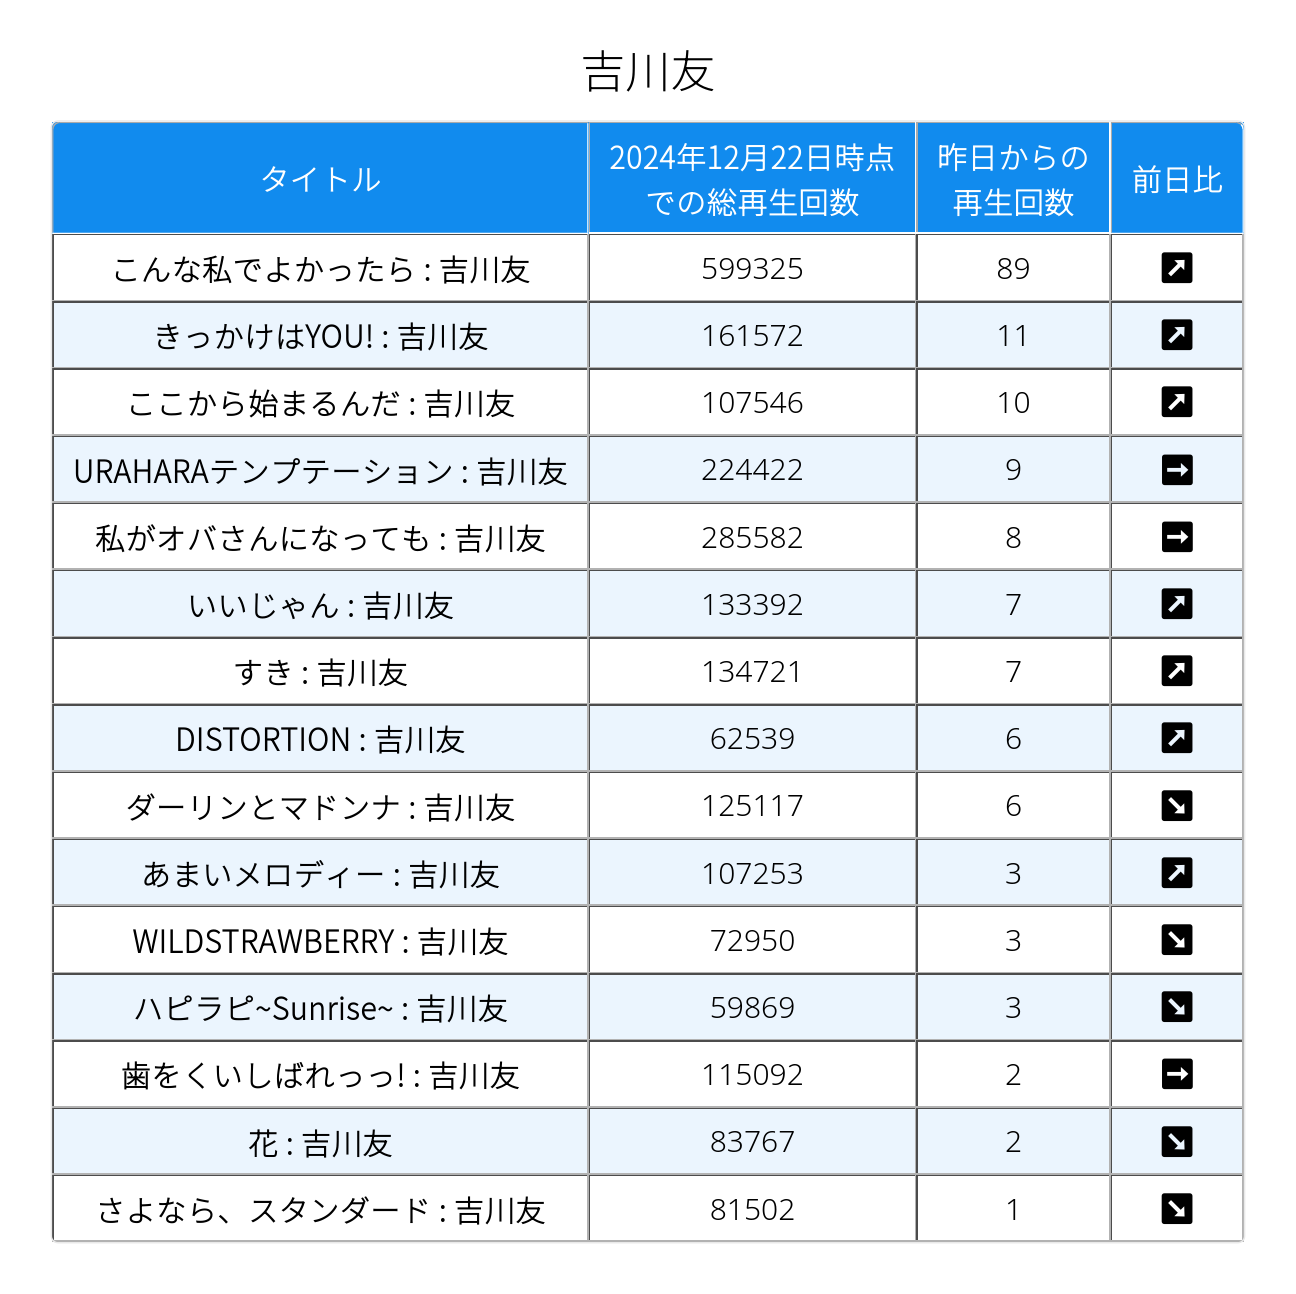 吉川友
タイトル 2024年12月22日時点での総再生回数 昨日からの再生回数 前日比
こんな私でよかったら : 吉川友 599325 89 ↗
きっかけはYOU! : 吉川友 161572 11 ↗
ここから始まるんだ : 吉川友 107546 10 ↗
URAHARAテンプテーション : 吉川友 224422 9 →
私がオバさんになっても : 吉川友 285582 8 →
いいじゃん : 吉川友 133392 7 ↗
すき : 吉川友 134721 7 ↗
DISTORTION : 吉川友 62539 6 ↗
ダーリンとマドンナ : 吉川友 125117 6 ↘
あまいメロディー : 吉川友 107253 3 ↗
WILDSTRAWBERRY : 吉川友 72950 3 ↘
ハピラピ~Sunrise~ : 吉川友 59869 3 ↘
歯をくいしばれっっ! : 吉川友 115092 2 →
花 : 吉川友 83767 2 ↘
さよなら、スタンダード : 吉川友 81502 1 ↘